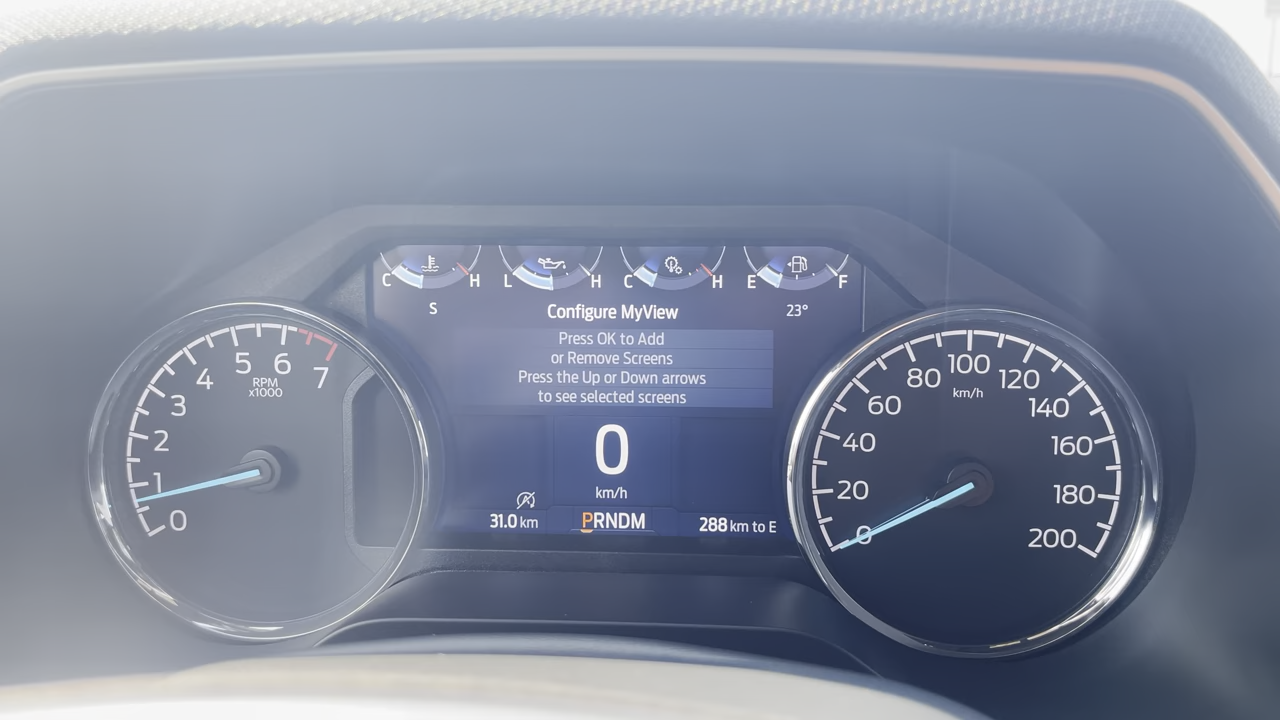 C H L H C H E F
S
Configure MyView
23°
Press OK to Add
or Remove Screens
Press the Up or Down arrows
to see selected screens
0
km/h
31.0 km
PRNDM
288 km to E
0
1
2
3
4
5
6
7
RPM
x1000
0
20
40
60
80
100
120
140
160
180
200
km/h